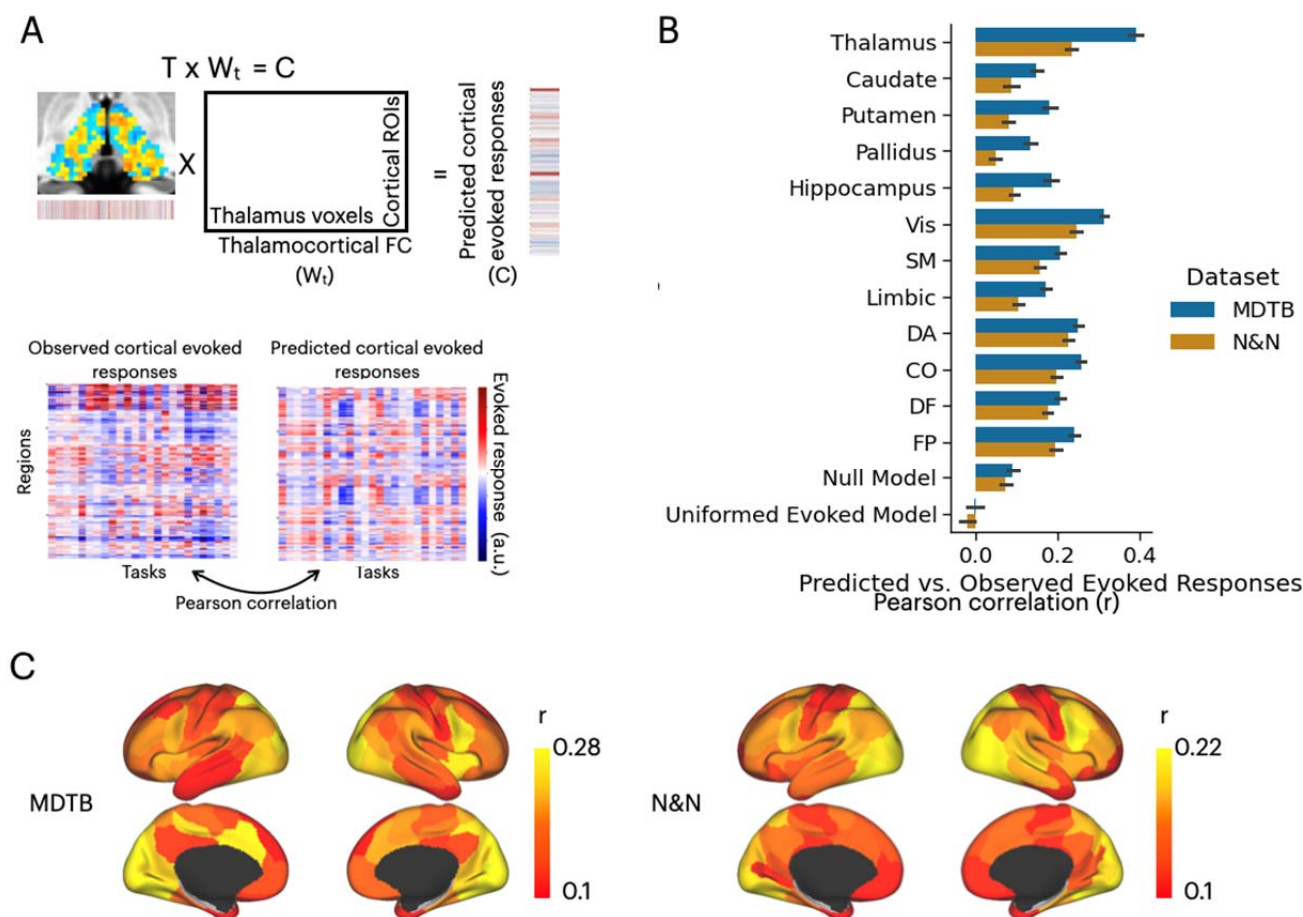 A
T x Wₜ = C
X
Cortical ROIs
Thalamus voxels
Thalamocortical FC
(Wₜ)
=
Predicted cortical
evoked responses
(C)
Observed cortical evoked
responses
Predicted cortical evoked
responses
Regions
Evoked response (a.u.)
Tasks
Tasks
Pearson correlation
B
Thalamus
Caudate
Putamen
Pallidus
Hippocampus
Vis
SM
Limbic
DA
CO
DF
FP
Null Model
Uniformed Evoked Model
Dataset
MDTB
N&N
0.0 0.2 0.4
Predicted vs. Observed Evoked Responses
Pearson correlation (r)
C
MDTB
r
0.28
0.1
N&N
r
0.22
0.1